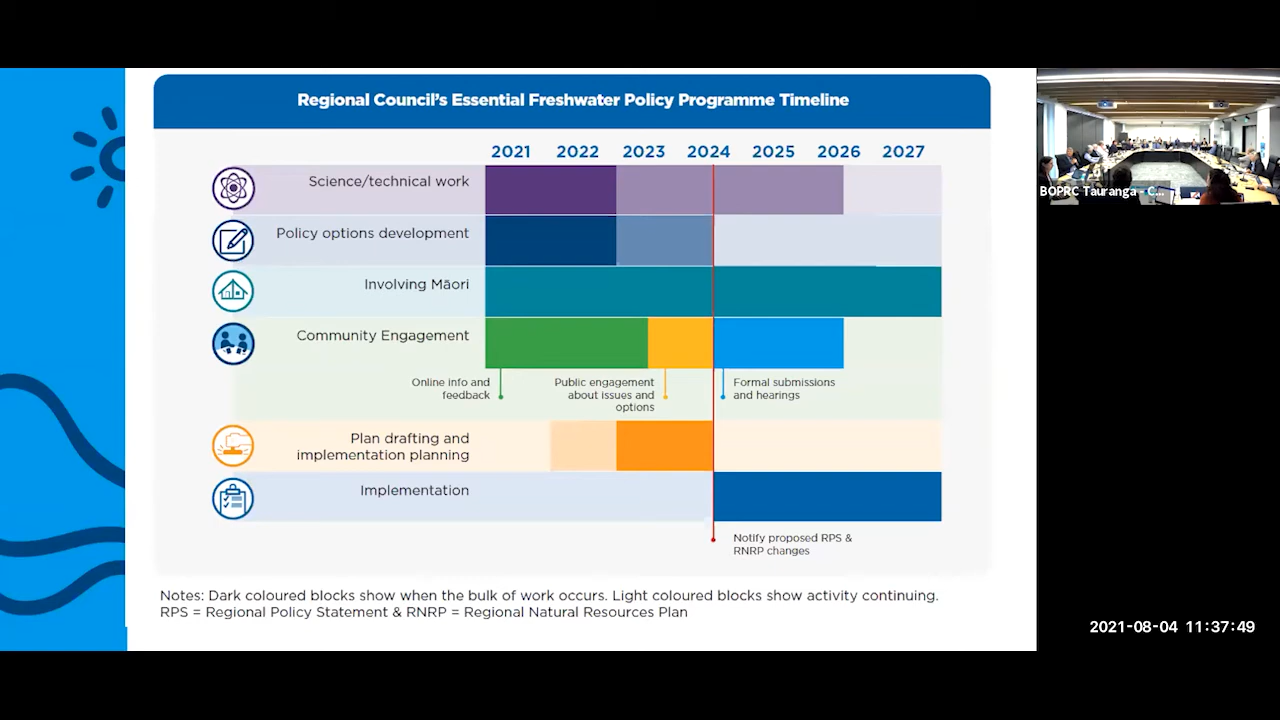 Regional Council's Essential Freshwater Policy Programme Timeline
2021 2022 2023 2024 2025 2026 2027
Science/technical work
Policy options development
Involving Māori
Community Engagement
Online info and
feedback
Public engagement
about issues and
options
Formal submissions
and hearings
Plan drafting and
implementation planning
Implementation
Notify proposed RPS &
RNRP changes
Notes: Dark coloured blocks show when the bulk of work occurs. Light coloured blocks show activity continuing.
RPS = Regional Policy Statement & RNRP = Regional Natural Resources Plan
BOPRC Tauranga - C...
2021-08-04 11:37:49